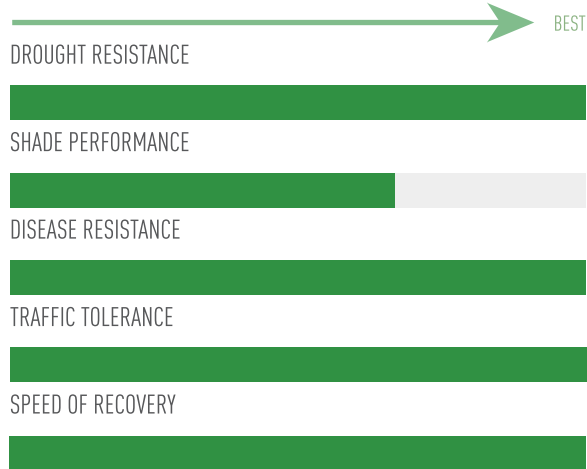 BEST
DROUGHT RESISTANCE
SHADE PERFORMANCE
DISEASE RESISTANCE
TRAFFIC TOLERANCE
SPEED OF RECOVERY